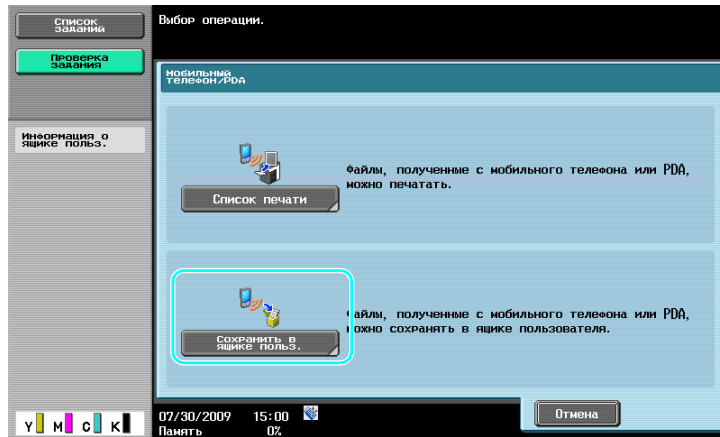 Список
заданий
Выбор операции.
Проверка
задания
Мобильный
телефон/PDA
Информация о
ящике польз.
Файлы, полученные с мобильного телефона или PDA,
можно печатать.
Список печати
Файлы, полученные с мобильного телефона или PDA,
можно сохранять в ящике пользователя.
Сохранить в
ящике польз.
Отмена
07/30/2009 15:00
Память 0%
Y M C K